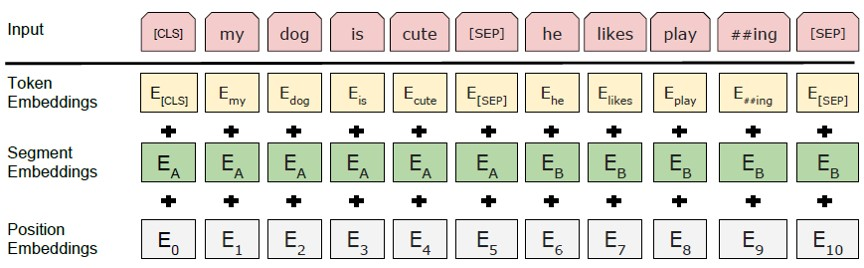 Input [CLS] my dog is cute [SEP] he likes play ##ing [SEP]
Token Embeddings E[CLS] Emy Edog Eis Ecute E[SEP] Ehe Elikes Eplay E##ing E[SEP]
+ + + + + + + + + + +
Segment Embeddings EA EA EA EA EA EA EB EB EB EB EB
+ + + + + + + + + + +
Position Embeddings E0 E1 E2 E3 E4 E5 E6 E7 E8 E9 E10